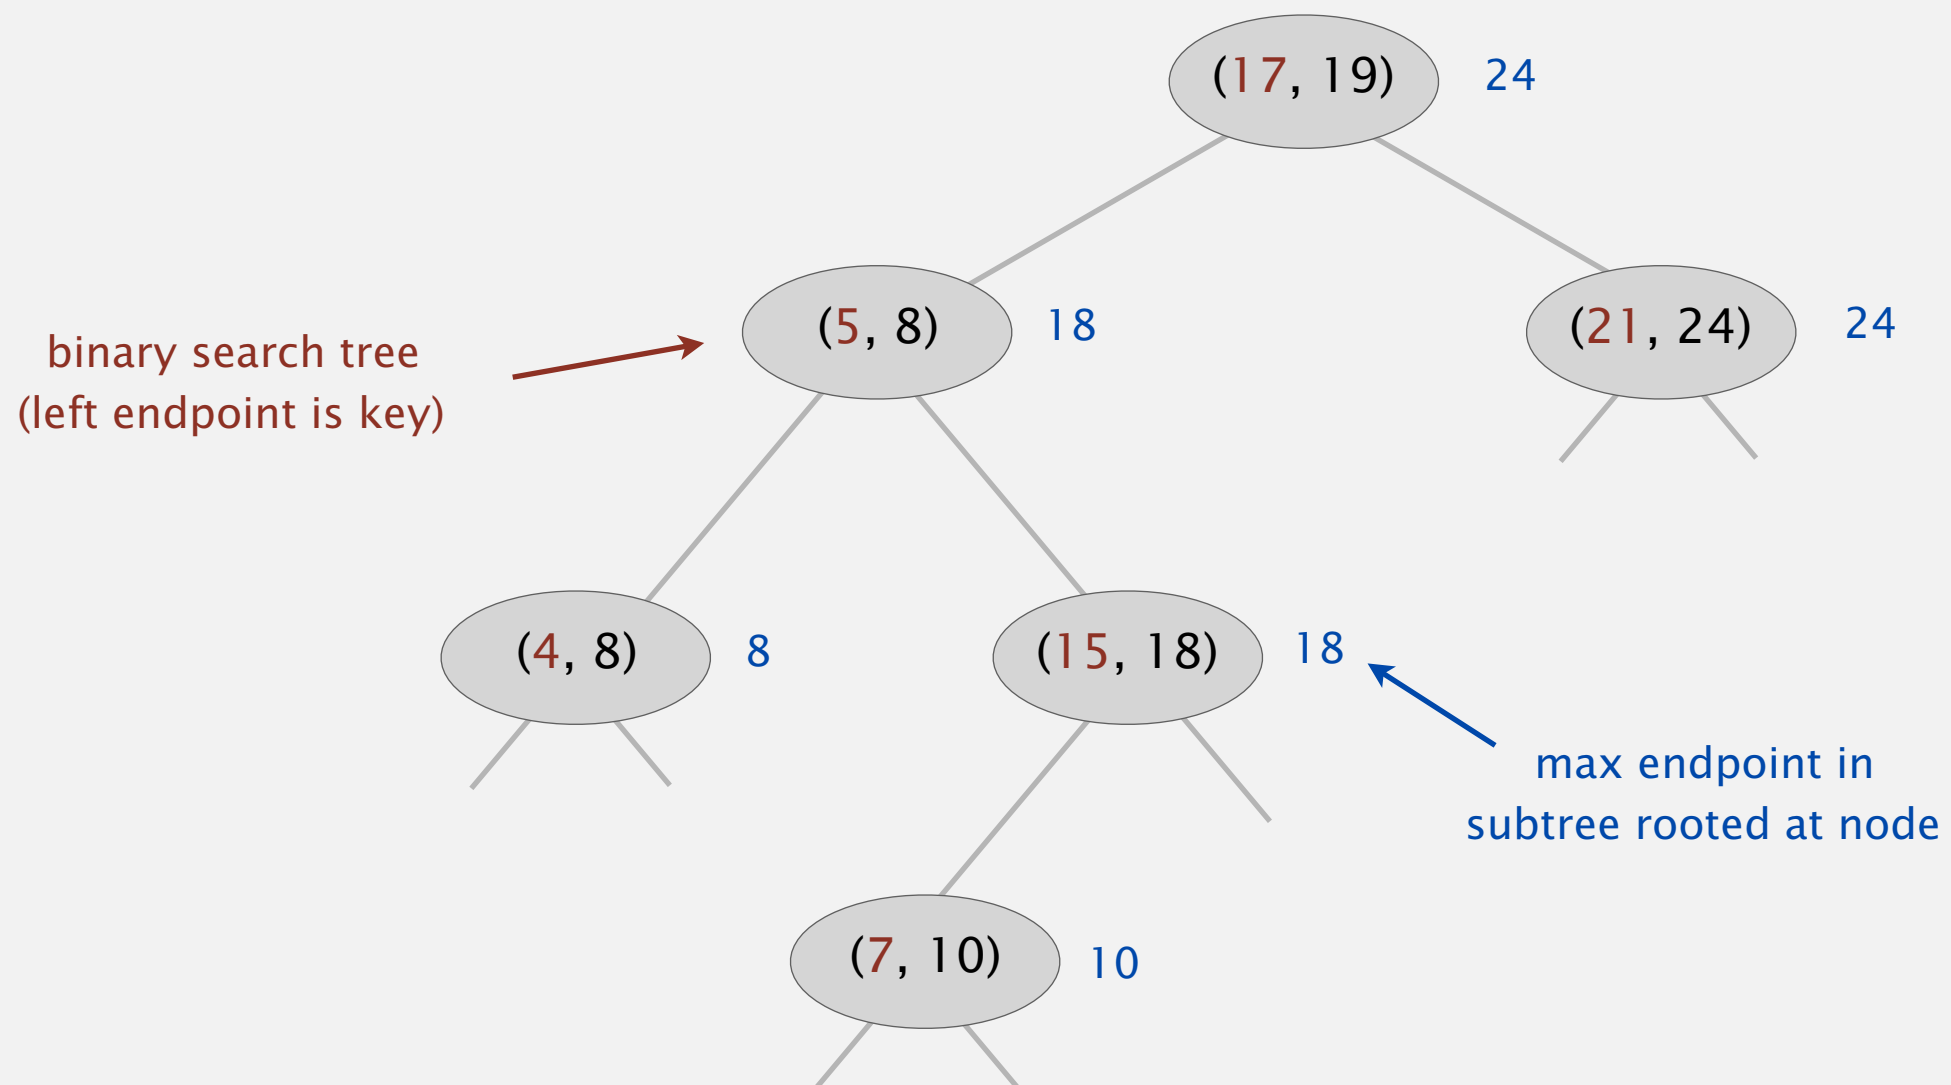 (17, 19) 24
(5, 8) 18
(21, 24) 24
binary search tree
(left endpoint is key)
(4, 8) 8
(15, 18) 18
max endpoint in
subtree rooted at node
(7, 10) 10